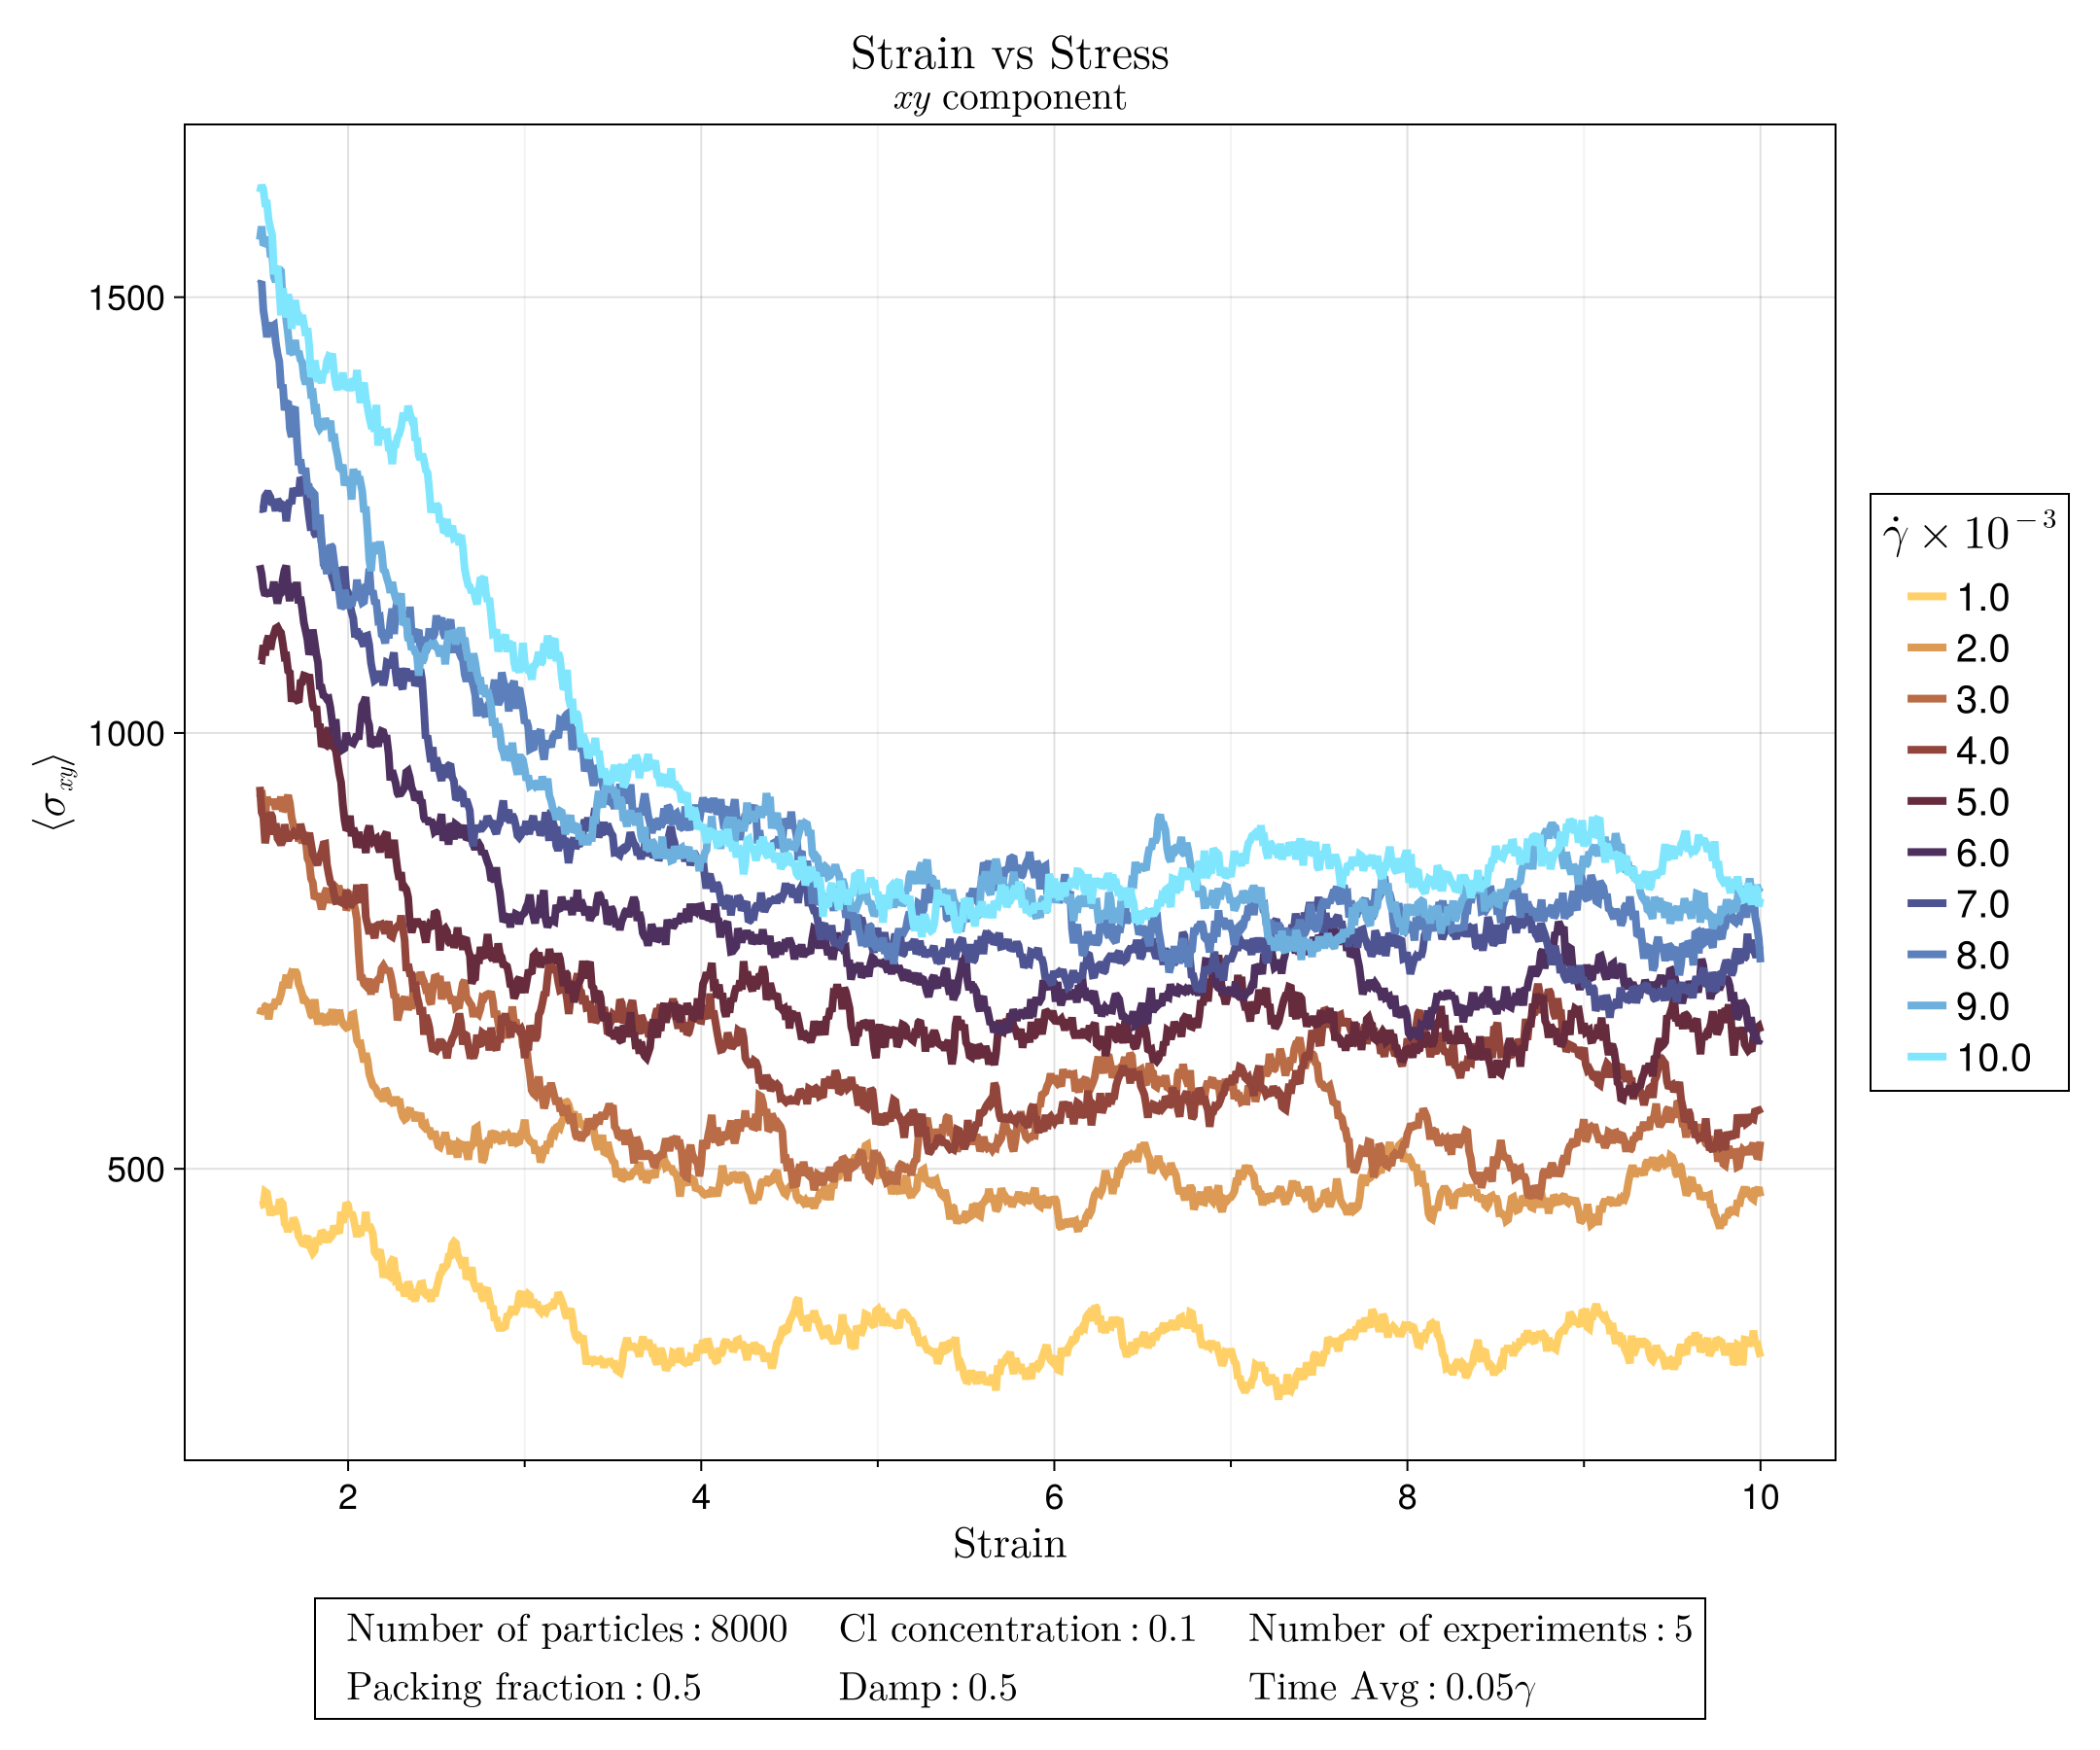 Strain vs Stress
xy component
⟨σxy⟩
1500
1000
500
2 4 6 8 10
Strain
γ̇ × 10⁻³
1.0
2.0
3.0
4.0
5.0
6.0
7.0
8.0
9.0
10.0
Number of particles : 8000 Cl concentration : 0.1 Number of experiments : 5
Packing fraction : 0.5 Damp : 0.5 Time Avg : 0.05γ